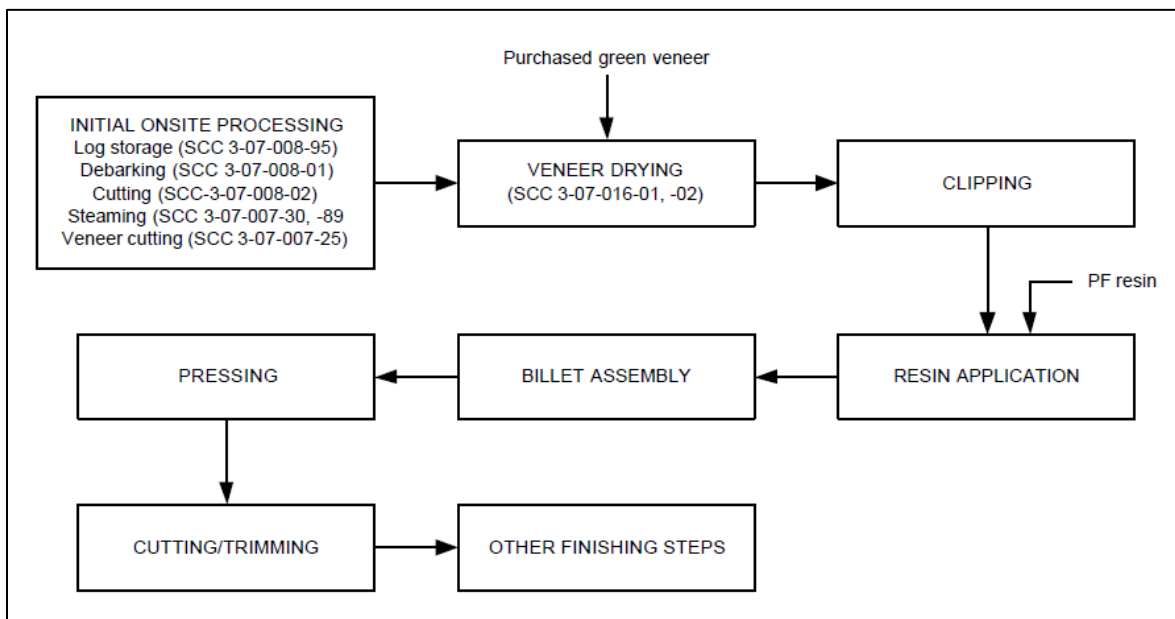 Purchased green veneer
INITIAL ONSITE PROCESSING
Log storage (SCC 3-07-008-95)
Debarking (SCC 3-07-008-01)
Cutting (SCC-3-07-008-02)
Steaming (SCC 3-07-007-30, -89
Veneer cutting (SCC 3-07-007-25)
VENEER DRYING
(SCC 3-07-016-01, -02)
CLIPPING
PF resin
RESIN APPLICATION
BILLET ASSEMBLY
PRESSING
CUTTING/TRIMMING
OTHER FINISHING STEPS